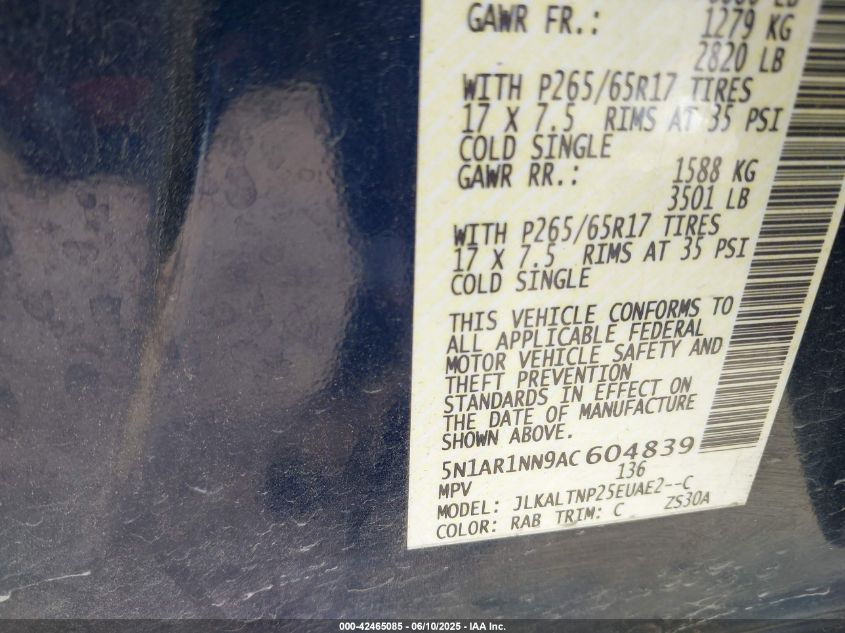 GAWR FR.: 1279 KG
2820 LB
WITH P265/65R17 TIRES
17 X 7.5 RIMS AT 35 PSI
COLD SINGLE
GAWR RR.: 1588 KG
3501 LB
WITH P265/65R17 TIRES
17 X 7.5 RIMS AT 35 PSI
COLD SINGLE
THIS VEHICLE CONFORMS TO
ALL APPLICABLE FEDERAL
MOTOR VEHICLE SAFETY AND
THEFT PREVENTION
STANDARDS IN EFFECT ON
THE DATE OF MANUFACTURE
SHOWN ABOVE.
5N1AR1NN9AC604839
MPV 136
MODEL: JLKALTNP25EUAE2--C
COLOR: RAB TRIM: C ZS30A
000-42465085 - 06/10/2025 - IAA Inc.